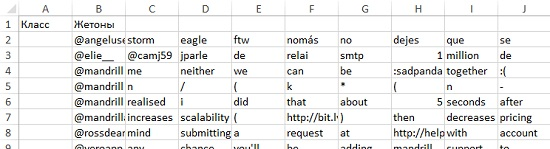 A B C D E F G H I J
1 Класс Жетоны
2 @angeluse storm eagle ftw nomás no dejes que se
3 @elie__ @camj59 jparle de relai smtp 1 million de
4 @mandrill me neither we can be :sadpanda together :(
5 @mandrill n / ( k * ( n -
6 @mandrill realised i did that about 5 seconds after
7 @mandrill increases scalability ( http://bit.ly ) then decreases pricing
8 @rossdear mind submitting a request at http://help with account
9 any chance you'll be adding mandrill support to